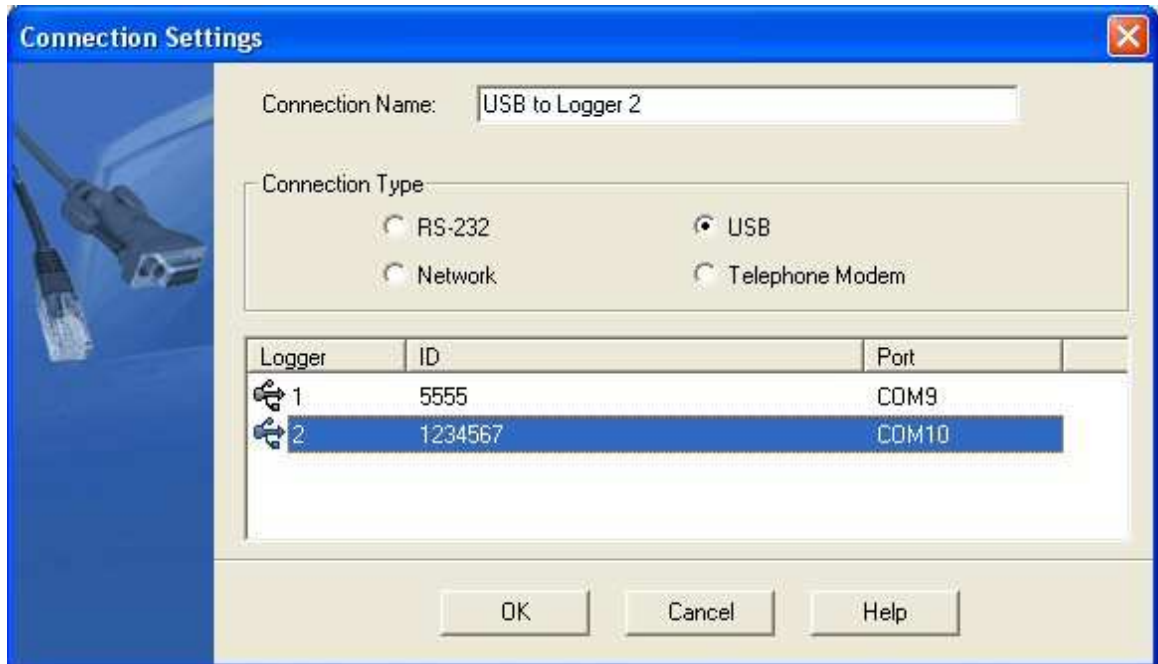 Connection Settings
Connection Name: USB to Logger 2
Connection Type
RS-232 USB
Network Telephone Modem
Logger ID Port
1 5555 COM9
2 1234567 COM10
OK Cancel Help